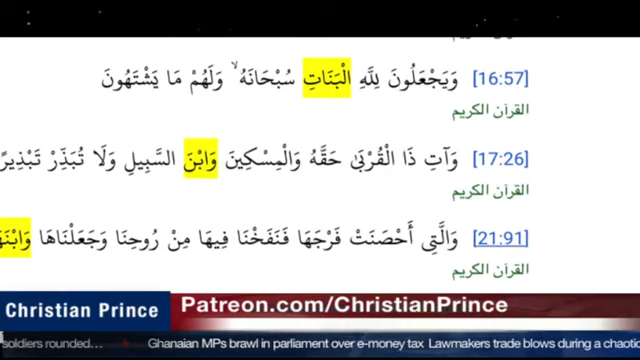 [16:57] وَيَجْعَلُونَ لِلَّهِ الْبَنَاتِ سُبْحَانَهُ ۙ وَلَهُمْ مَا يَشْتَهُونَ
القرآن الكريم
[17:26] وَآتِ ذَا الْقُرْبَىٰ حَقَّهُ وَالْمِسْكِينَ وَابْنَ السَّبِيلِ وَلَا تُبَذِّرْ تَبْذِيرً
القرآن الكريم
[21:91] وَالَّتِي أَحْصَنَتْ فَرْجَهَا فَنَفَخْنَا فِيهَا مِنْ رُوحِنَا وَجَعَلْنَاهَا وَابْنَهَ
القرآن الكريم
Christian Prince
Patreon.com/ChristianPrince
soldiers rounded... Ghanaian MPs brawl in parliament over e-money tax Lawmakers trade blows during a chaotic